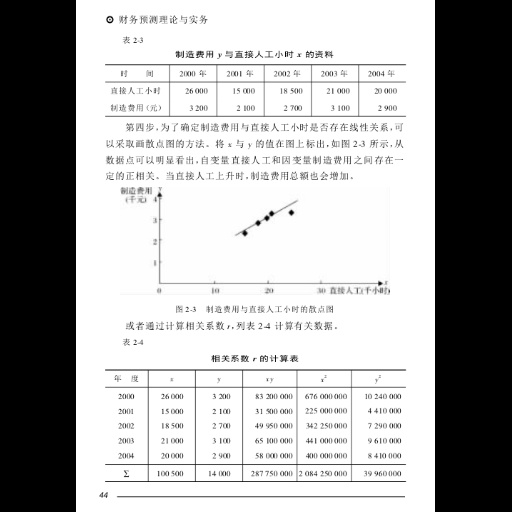 财务预测理论与实务
表 2-3
制造费用 y 与直接人工小时 x 的资料
时 间 2000 年 2001 年 2002 年 2003 年 2004 年
直接人工小时 26 000 15 000 18 500 21 000 20 000
制造费用(元) 3 200 2 100 2 700 3 100 2 900
第四步,为了确定制造费用与直接人工小时是否存在线性关系,可
以采取画散点图的方法。将 x 与 y 的值在图上标出,如图 2-3 所示,从
数据点可以明显看出,自变量直接人工和因变量制造费用之间存在一
定的正相关。当直接人工上升时,制造费用总额也会增加。
制造费用 y
(千元) 4
3
2
1
0 10 20 30 直接人工(千小时) x
图 2-3 制造费用与直接人工小时的散点图
或者通过计算相关系数 r,列表 2-4 计算有关数据。
表 2-4
相关系数 r 的计算表
年 度 x y xy x² y²
2000 26 000 3 200 83 200 000 676 000 000 10 240 000
2001 15 000 2 100 31 500 000 225 000 000 4 410 000
2002 18 500 2 700 49 950 000 342 250 000 7 290 000
2003 21 000 3 100 65 100 000 441 000 000 9 610 000
2004 20 000 2 900 58 000 000 400 000 000 8 410 000
∑ 100 500 14 000 287 750 000 2 084 250 000 39 960 000
44